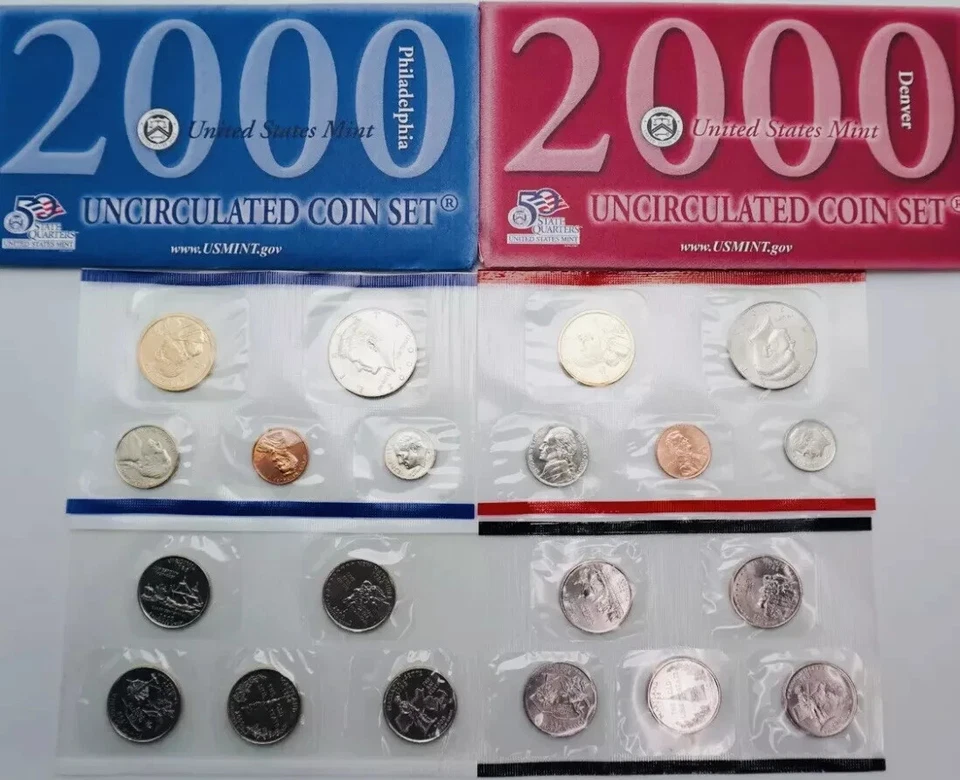 2000
Philadelphia
United States Mint
50
STATE
QUARTERS
UNITED STATES MINT
UNCIRCULATED COIN SET®
www.USMINT.gov
2000
Denver
United States Mint
50
STATE
QUARTERS
UNITED STATES MINT
UNCIRCULATED COIN SET®
www.USMINT.gov